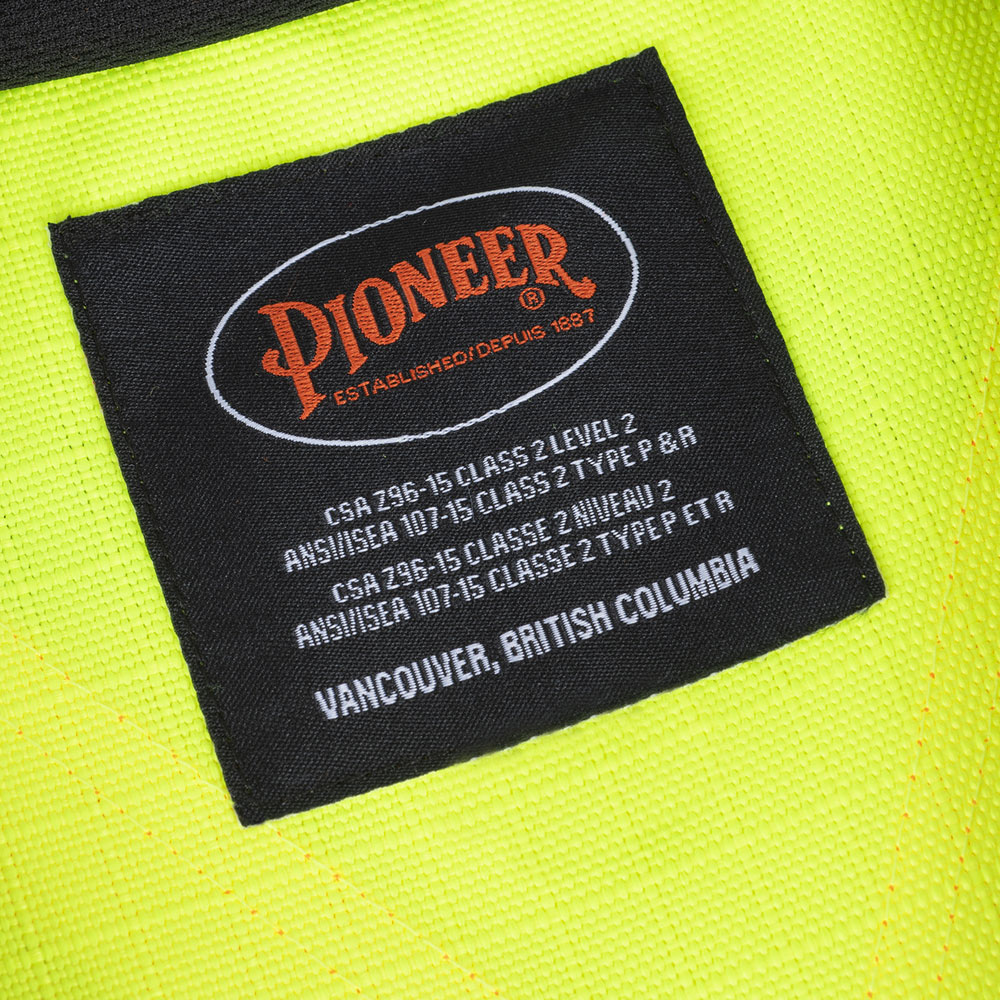 PIONEER
®
ESTABLISHED/DEPUIS 1887
CSA Z96-15 CLASS 2 LEVEL 2
ANSI/ISEA 107-15 CLASS 2 TYPE P & R
CSA Z96-15 CLASSE 2 NIVEAU 2
ANSI/ISEA 107-15 CLASSE 2 TYPE P ET R
VANCOUVER, BRITISH COLUMBIA